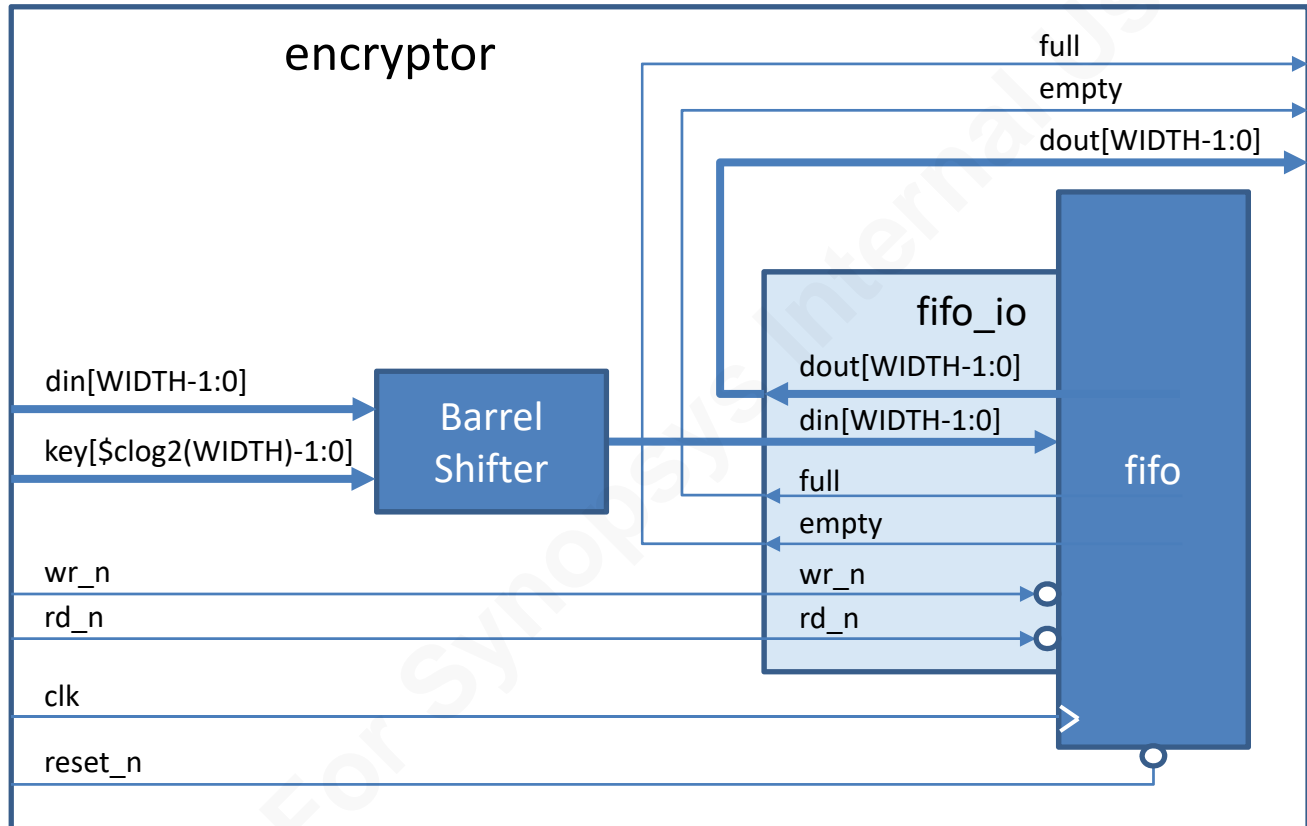 encryptor
full
empty
dout[WIDTH-1:0]
fifo_io
dout[WIDTH-1:0]
din[WIDTH-1:0]
full
empty
wr_n
rd_n
fifo
din[WIDTH-1:0]
key[$clog2(WIDTH)-1:0]
Barrel
Shifter
wr_n
rd_n
clk
reset_n
For Synopsys Internal Us